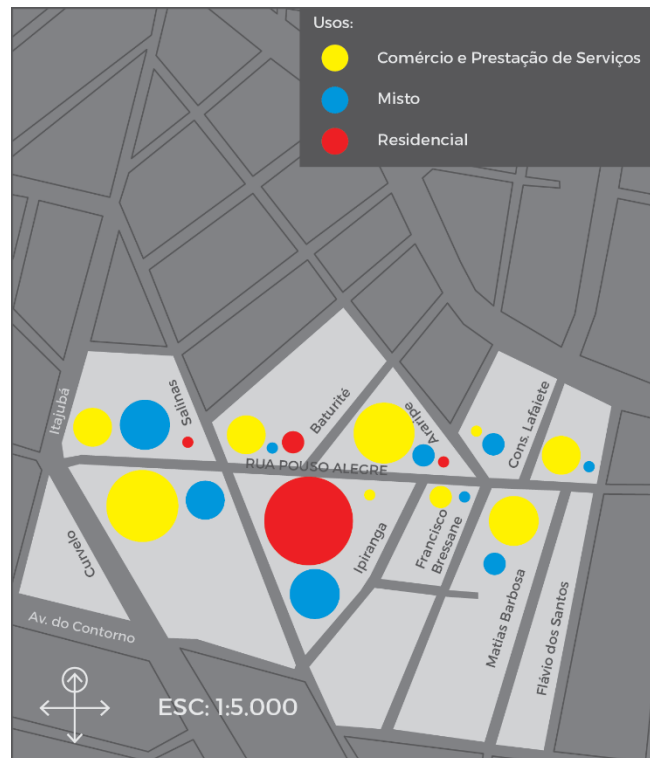 Usos:
Comércio e Prestação de Serviços
Misto
Residencial
Itajubá
Salinas
Baturité
Araripe
Cons. Lafaiete
RUA POUSO ALEGRE
Curvelo
Ipiranga
Francisco
Bressane
Matias Barbosa
Flávio dos Santos
Av. do Contorno
ESC: 1:5.000